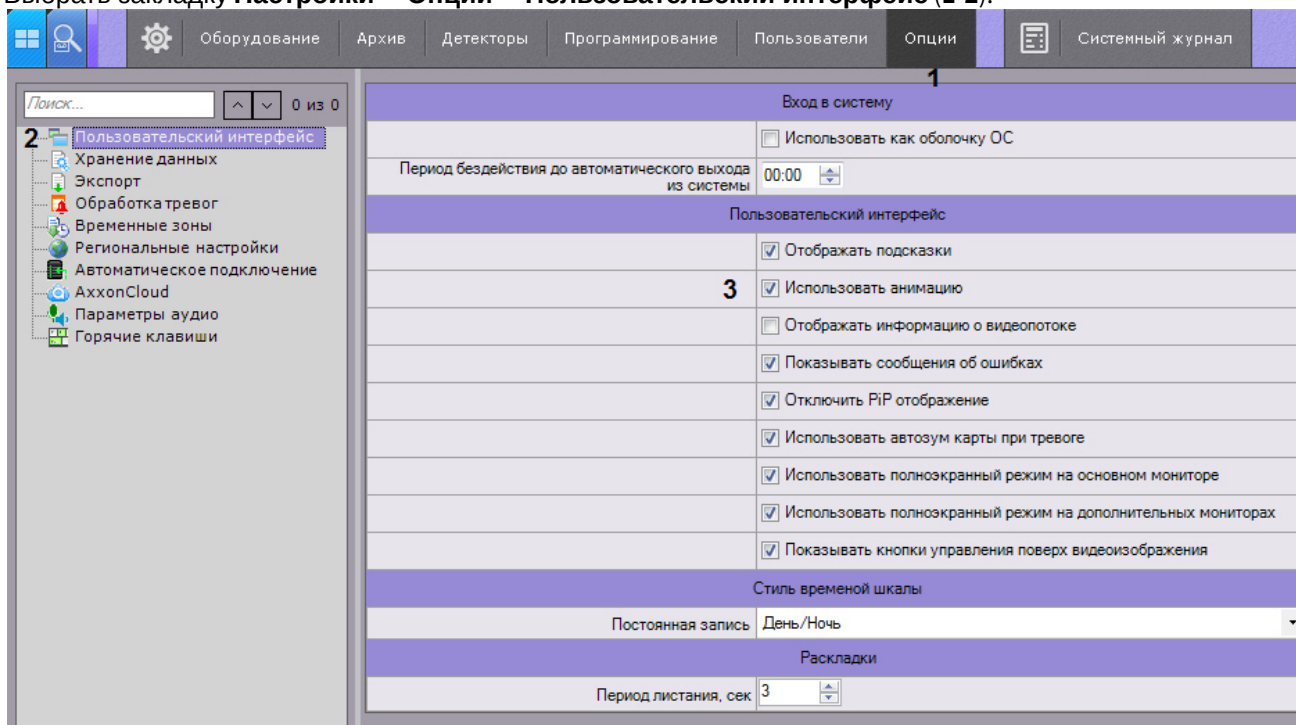 Выбрать закладку Настройки -> Опции -> Пользовательский интерфейс (1-2).
Оборудование Архив Детекторы Программирование Пользователи Опции Системный журнал
1
Поиск... 0 из 0
2 Пользовательский интерфейс
Хранение данных
Экспорт
Обработка тревог
Временные зоны
Региональные настройки
Автоматическое подключение
AxxonCloud
Параметры аудио
Горячие клавиши
Вход в систему
Использовать как оболочку ОС
Период бездействия до автоматического выхода
из системы 00:00
Пользовательский интерфейс
Отображать подсказки
3 Использовать анимацию
Отображать информацию о видеопотоке
Показывать сообщения об ошибках
Отключить PiP отображение
Использовать автозум карты при тревоге
Использовать полноэкранный режим на основном мониторе
Использовать полноэкранный режим на дополнительных мониторах
Показывать кнопки управления поверх видеоизображения
Стиль временой шкалы
Постоянная запись День/Ночь
Раскладки
Период листания, сек 3